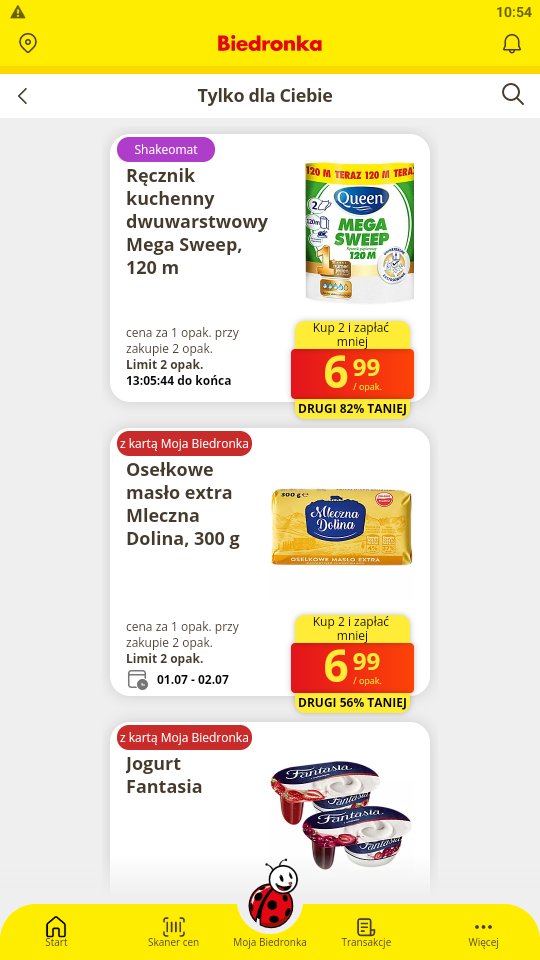 10:54
Biedronka
Tylko dla Ciebie
Shakeomat
Ręcznik
kuchenny
dwuwarstwowy
Mega Sweep,
120 m
120 M TERAZ 120 M TERAZ
Queen
2
120m
MEGA
SWEEP
120 M
1
cena za 1 opak. przy
zakupie 2 opak.
Limit 2 opak.
13:05:44 do końca
Kup 2 i zapłać
mniej
6 99
/ opak.
DRUGI 82% TANIEJ
z kartą Moja Biedronka
Osełkowe
masło extra
Mleczna
Dolina, 300 g
300 g e
Mleczna
Dolina
OSEŁKOWE MASŁO EXTRA
cena za 1 opak. przy
zakupie 2 opak.
Limit 2 opak.
01.07 - 02.07
Kup 2 i zapłać
mniej
6 99
/ opak.
DRUGI 56% TANIEJ
z kartą Moja Biedronka
Jogurt
Fantasia
Fantasia
Fantasia
Fantasia
Start
Skaner cen
Moja Biedronka
Transakcje
Więcej